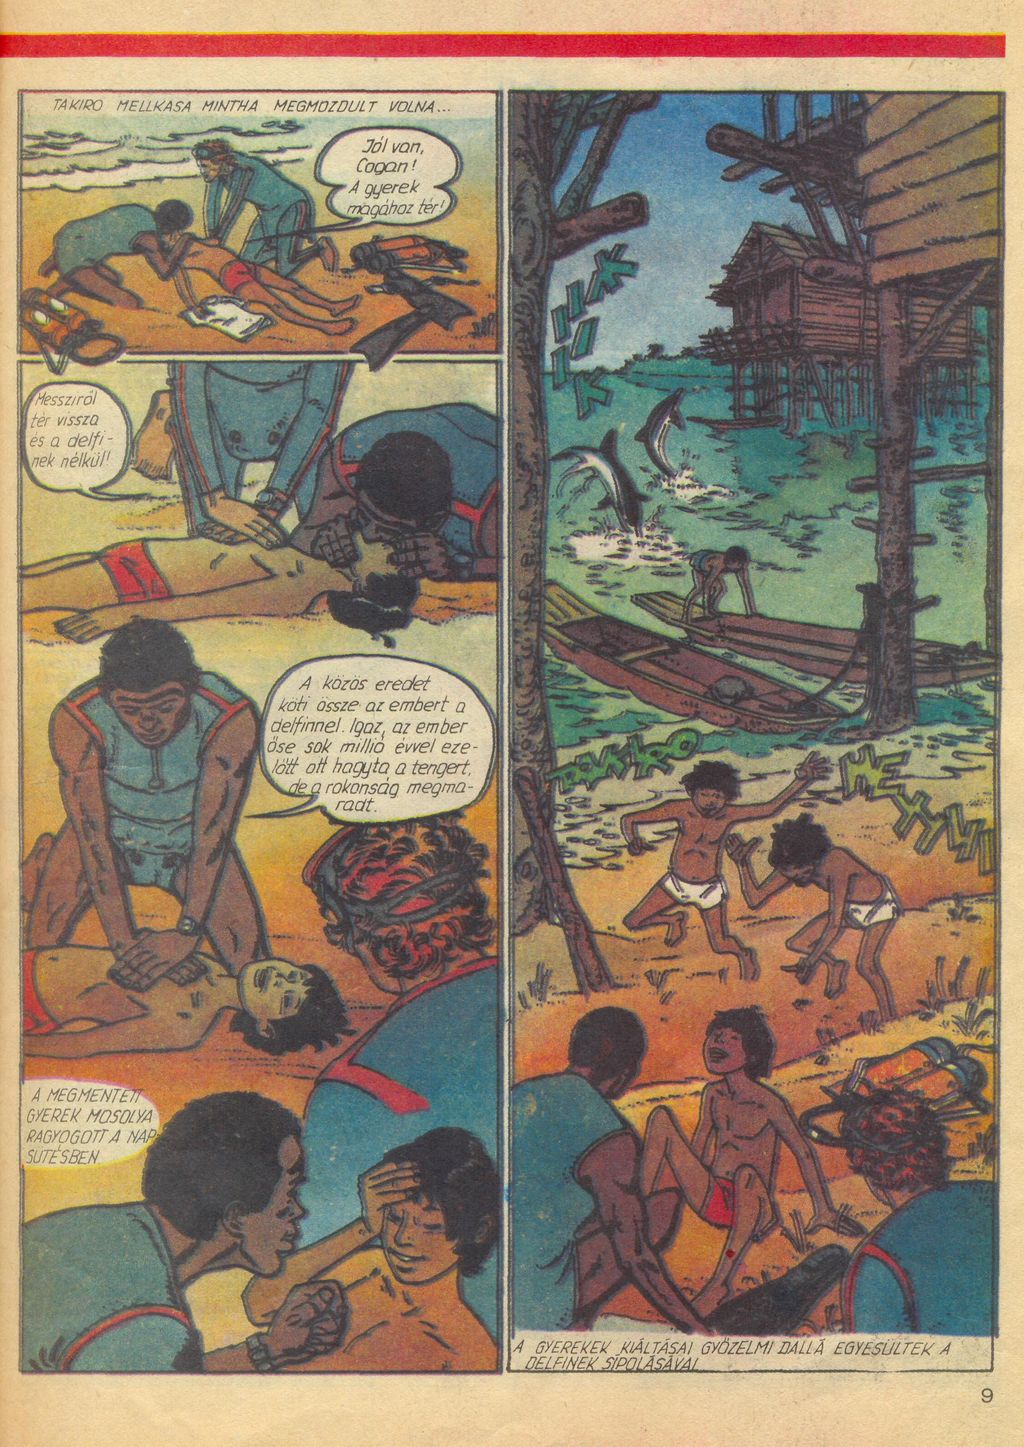 TAKIRO MELLKASA MINTHA MEGMOZDULT VOLNA...
Jól van,
Cogan!
A gyerek
magához tér!
Messziről
tér vissza
és a delfi-
nek nélkül!
A közös eredet
köti össze az embert a
delfinnel. Igaz, az ember
őse sok millió évvel eze-
lőtt ott hagyta a tengert,
de a rokonság megma-
radt.
A MEGMENTETT
GYEREK MOSOLYA
RAGYOGOTT A NAP-
SÜTÉSBEN
A GYEREKEK KIÁLTÁSAI GYŐZELMI DALLÁ EGYESÜLTEK A
DELFINEK SÍPOLÁSÁVAL
9